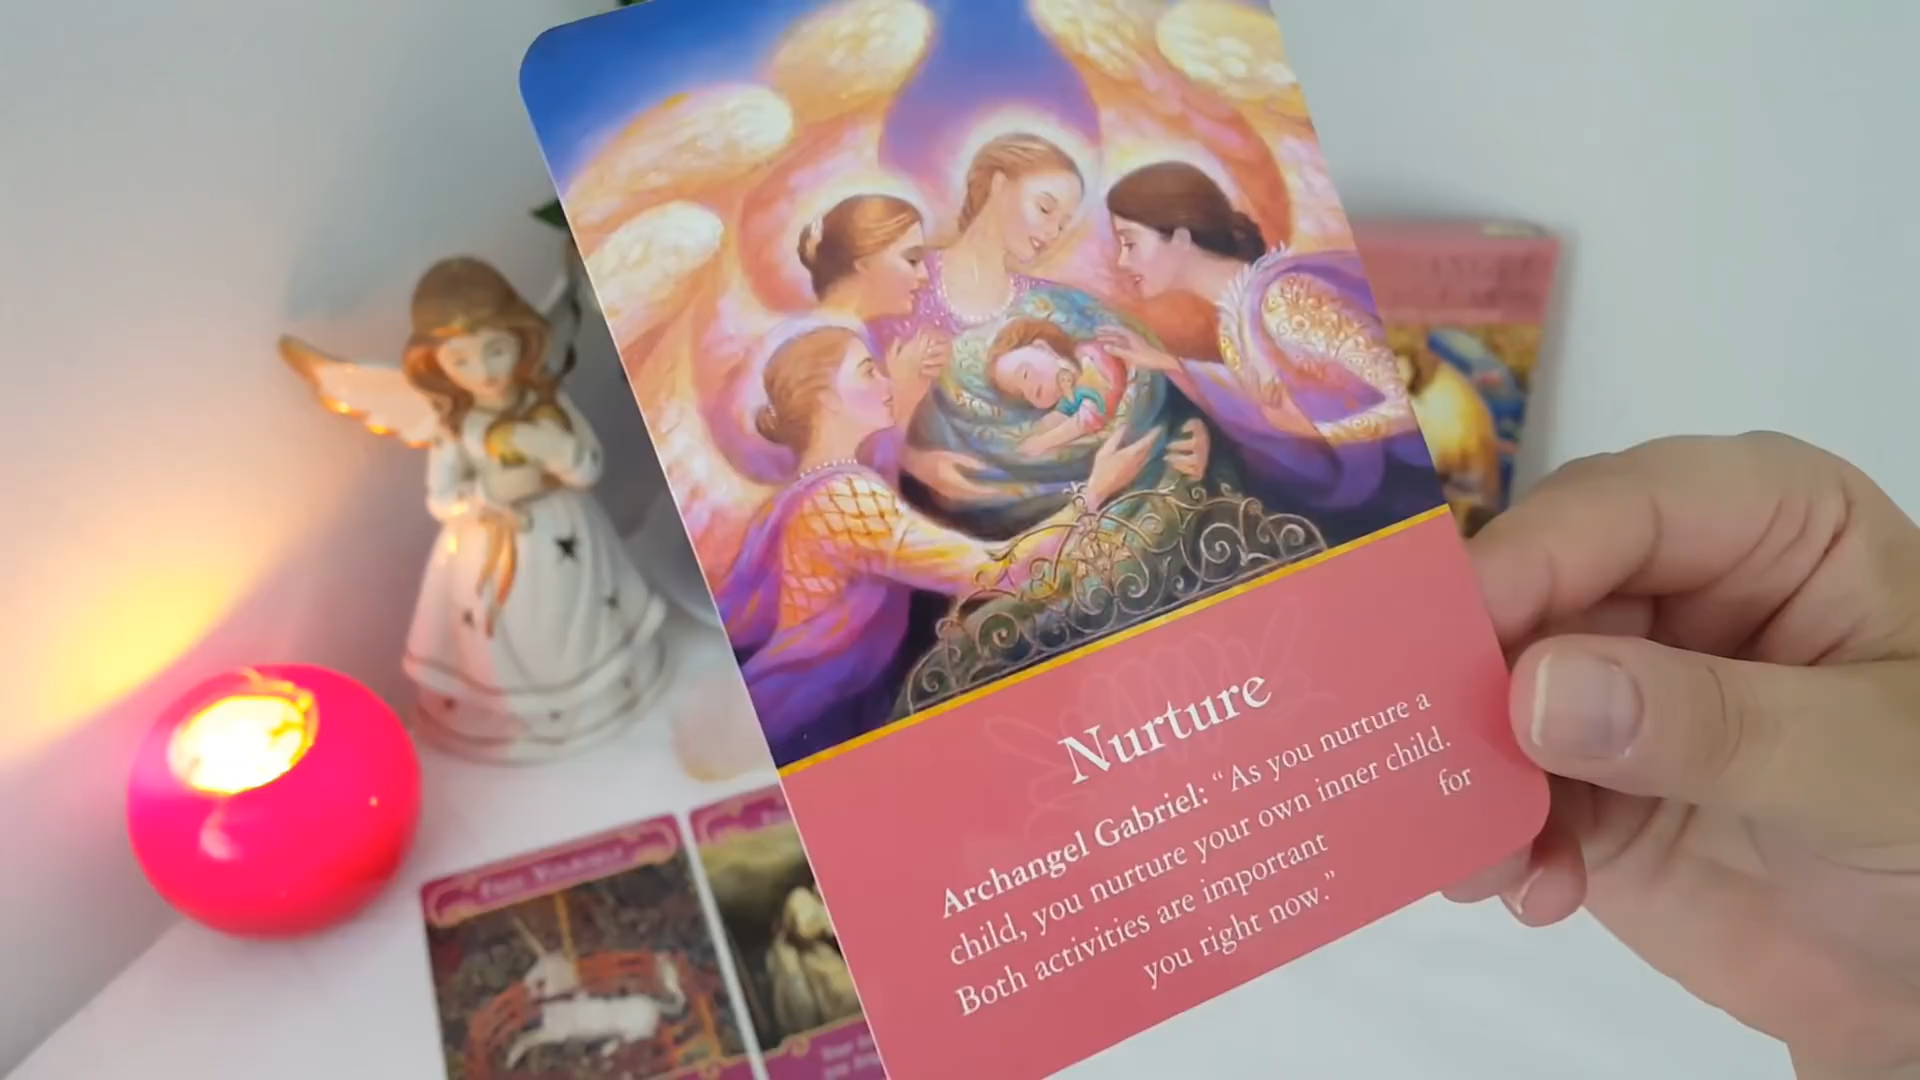 Nurture
Archangel Gabriel: “As you nurture a
child, you nurture your own inner child.
Both activities are important for
you right now.”